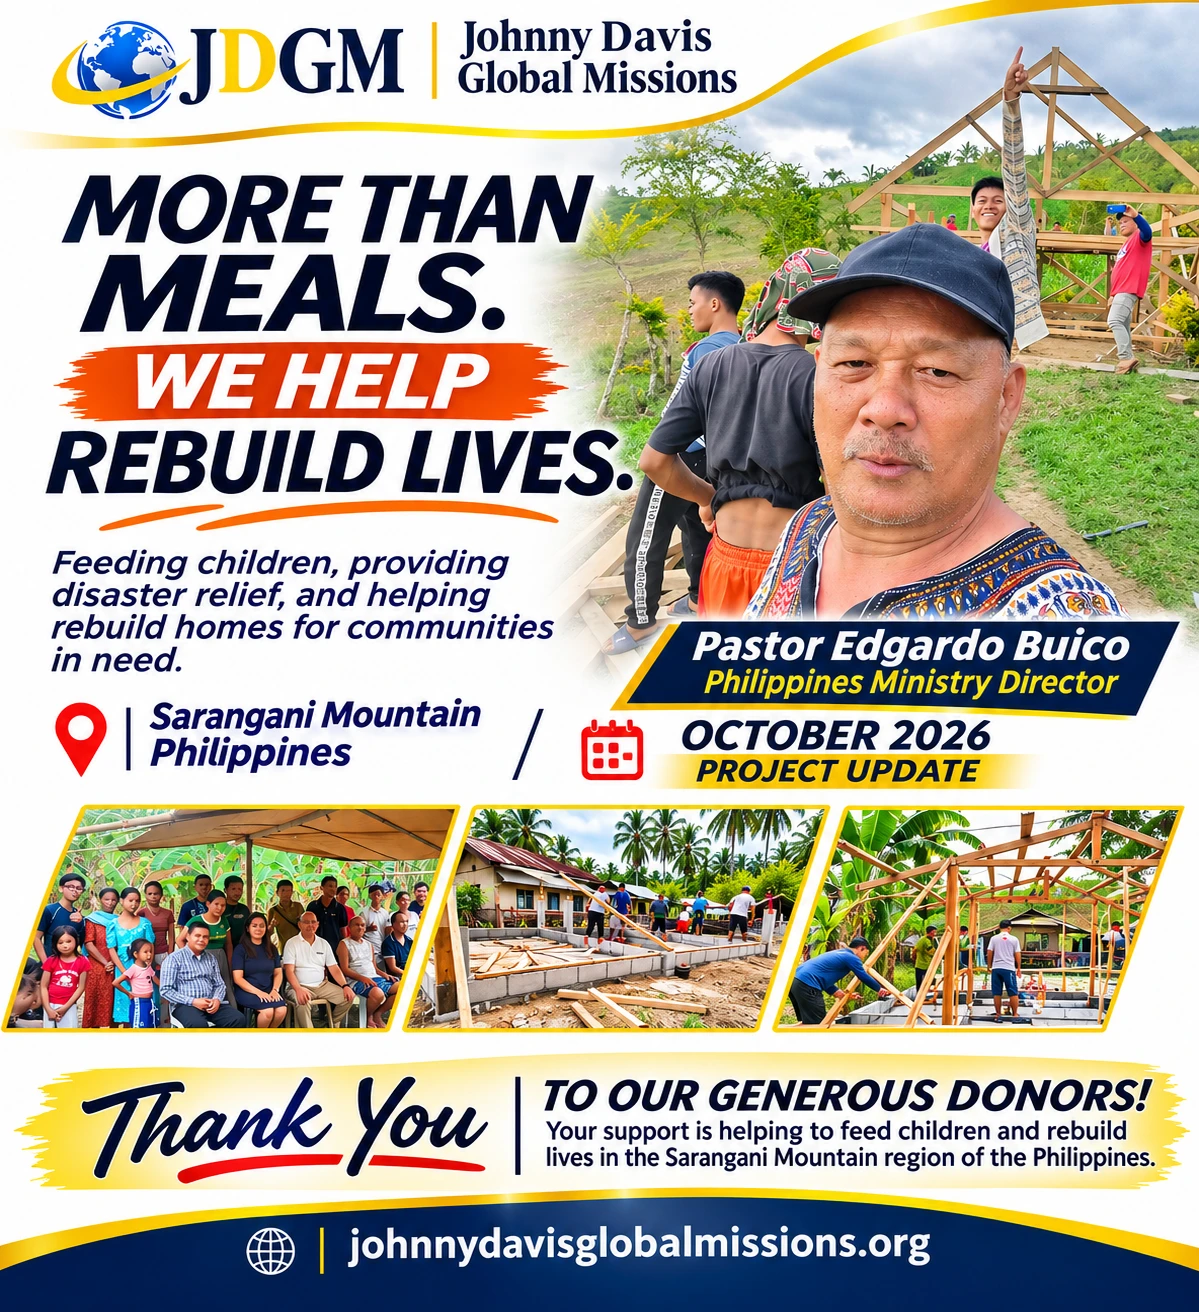 JDGM
Johnny Davis
Global Missions
MORE THAN
MEALS.
WE HELP
REBUILD LIVES.
Feeding children, providing
disaster relief, and helping
rebuild homes for communities
in need.
Pastor Edgardo Buico
Philippines Ministry Director
Sarangani Mountain
Philippines
OCTOBER 2026
PROJECT UPDATE
Thank You
TO OUR GENEROUS DONORS!
Your support is helping to feed children and rebuild
lives in the Sarangani Mountain region of the Philippines.
johnnydavisglobalmissions.org